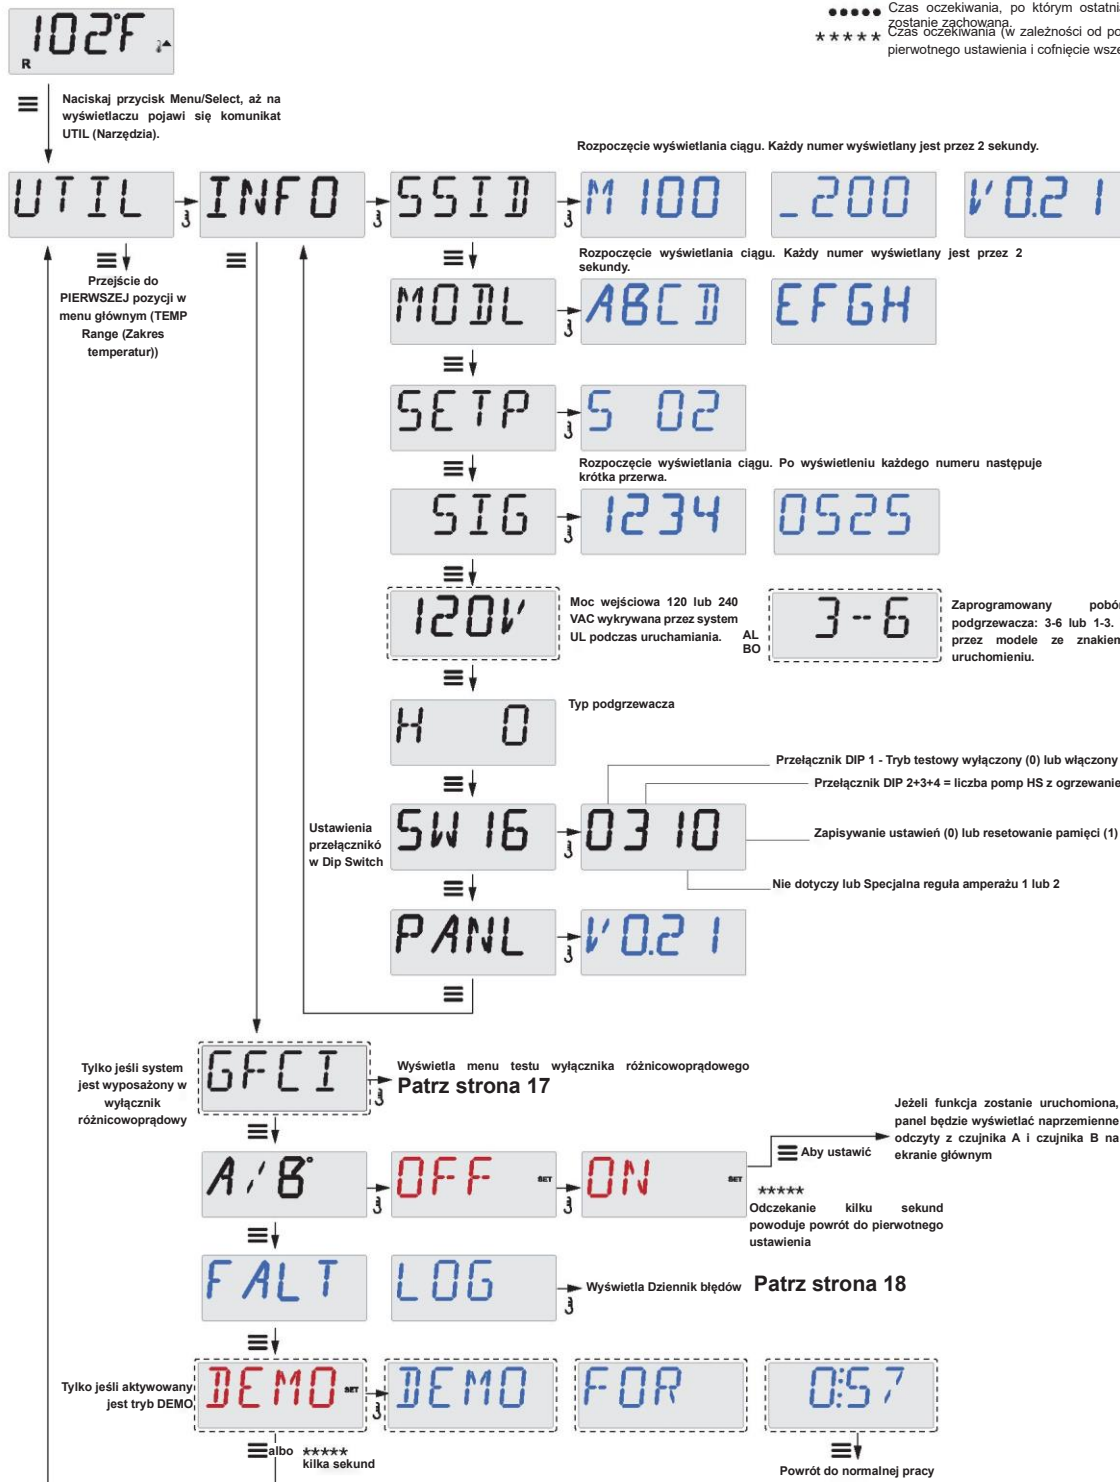 102°F
R
●●●●● Czas oczekiwania, po którym ostatni
zostanie zachowana.
***** Czas oczekiwania (w zależności od po
pierwotnego ustawienia i cofnięcie wsze
Naciskaj przycisk Menu/Select, aż na
wyświetlaczu pojawi się komunikat
UTIL (Narzędzia).
Rozpoczęcie wyświetlania ciągu. Każdy numer wyświetlany jest przez 2 sekundy.
UTIL INFO SSID M100 _200 V0.21
Przejście do
PIERWSZEJ pozycji w
menu głównym (TEMP
Range (Zakres
temperatur))
Rozpoczęcie wyświetlania ciągu. Każdy numer wyświetlany jest przez 2
sekundy.
MODL ABCD EFGH
SETP S 02
Rozpoczęcie wyświetlania ciągu. Po wyświetleniu każdego numeru następuje
krótka przerwa.
SIG 1234 0525
120V
Moc wejściowa 120 lub 240
VAC wykrywana przez system
UL podczas uruchamiania.
AL
BO
3-6
Zaprogramowany pobór
podgrzewacza: 3-6 lub 1-3.
przez modele ze znakiem
uruchomieniu.
H 0
Typ podgrzewacza
Przełącznik DIP 1 - Tryb testowy wyłączony (0) lub włączony
Przełącznik DIP 2+3+4 = liczba pomp HS z ogrzewanie
Ustawienia
przełącznikó
w Dip Switch
SW16 0310
Zapisywanie ustawień (0) lub resetowanie pamięci (1)
Nie dotyczy lub Specjalna reguła amperażu 1 lub 2
PANL V0.21
Tylko jeśli system
jest wyposażony w
wyłącznik
różnicowoprądowy
GFCI
Wyświetla menu testu wyłącznika różnicowoprądowego
Patrz strona 17
A/B° OFF SET ON SET
Aby ustawić
Jeżeli funkcja zostanie uruchomiona,
panel będzie wyświetlać naprzemienne
odczyty z czujnika A i czujnika B na
ekranie głównym
*****
Odczekanie kilku sekund
powoduje powrót do pierwotnego
ustawienia
FALT LOG
Wyświetla Dziennik błędów Patrz strona 18
Tylko jeśli aktywowany
jest tryb DEMO
DEMO SET DEMO FOR 0:57
albo *****
kilka sekund
Powrót do normalnej pracy